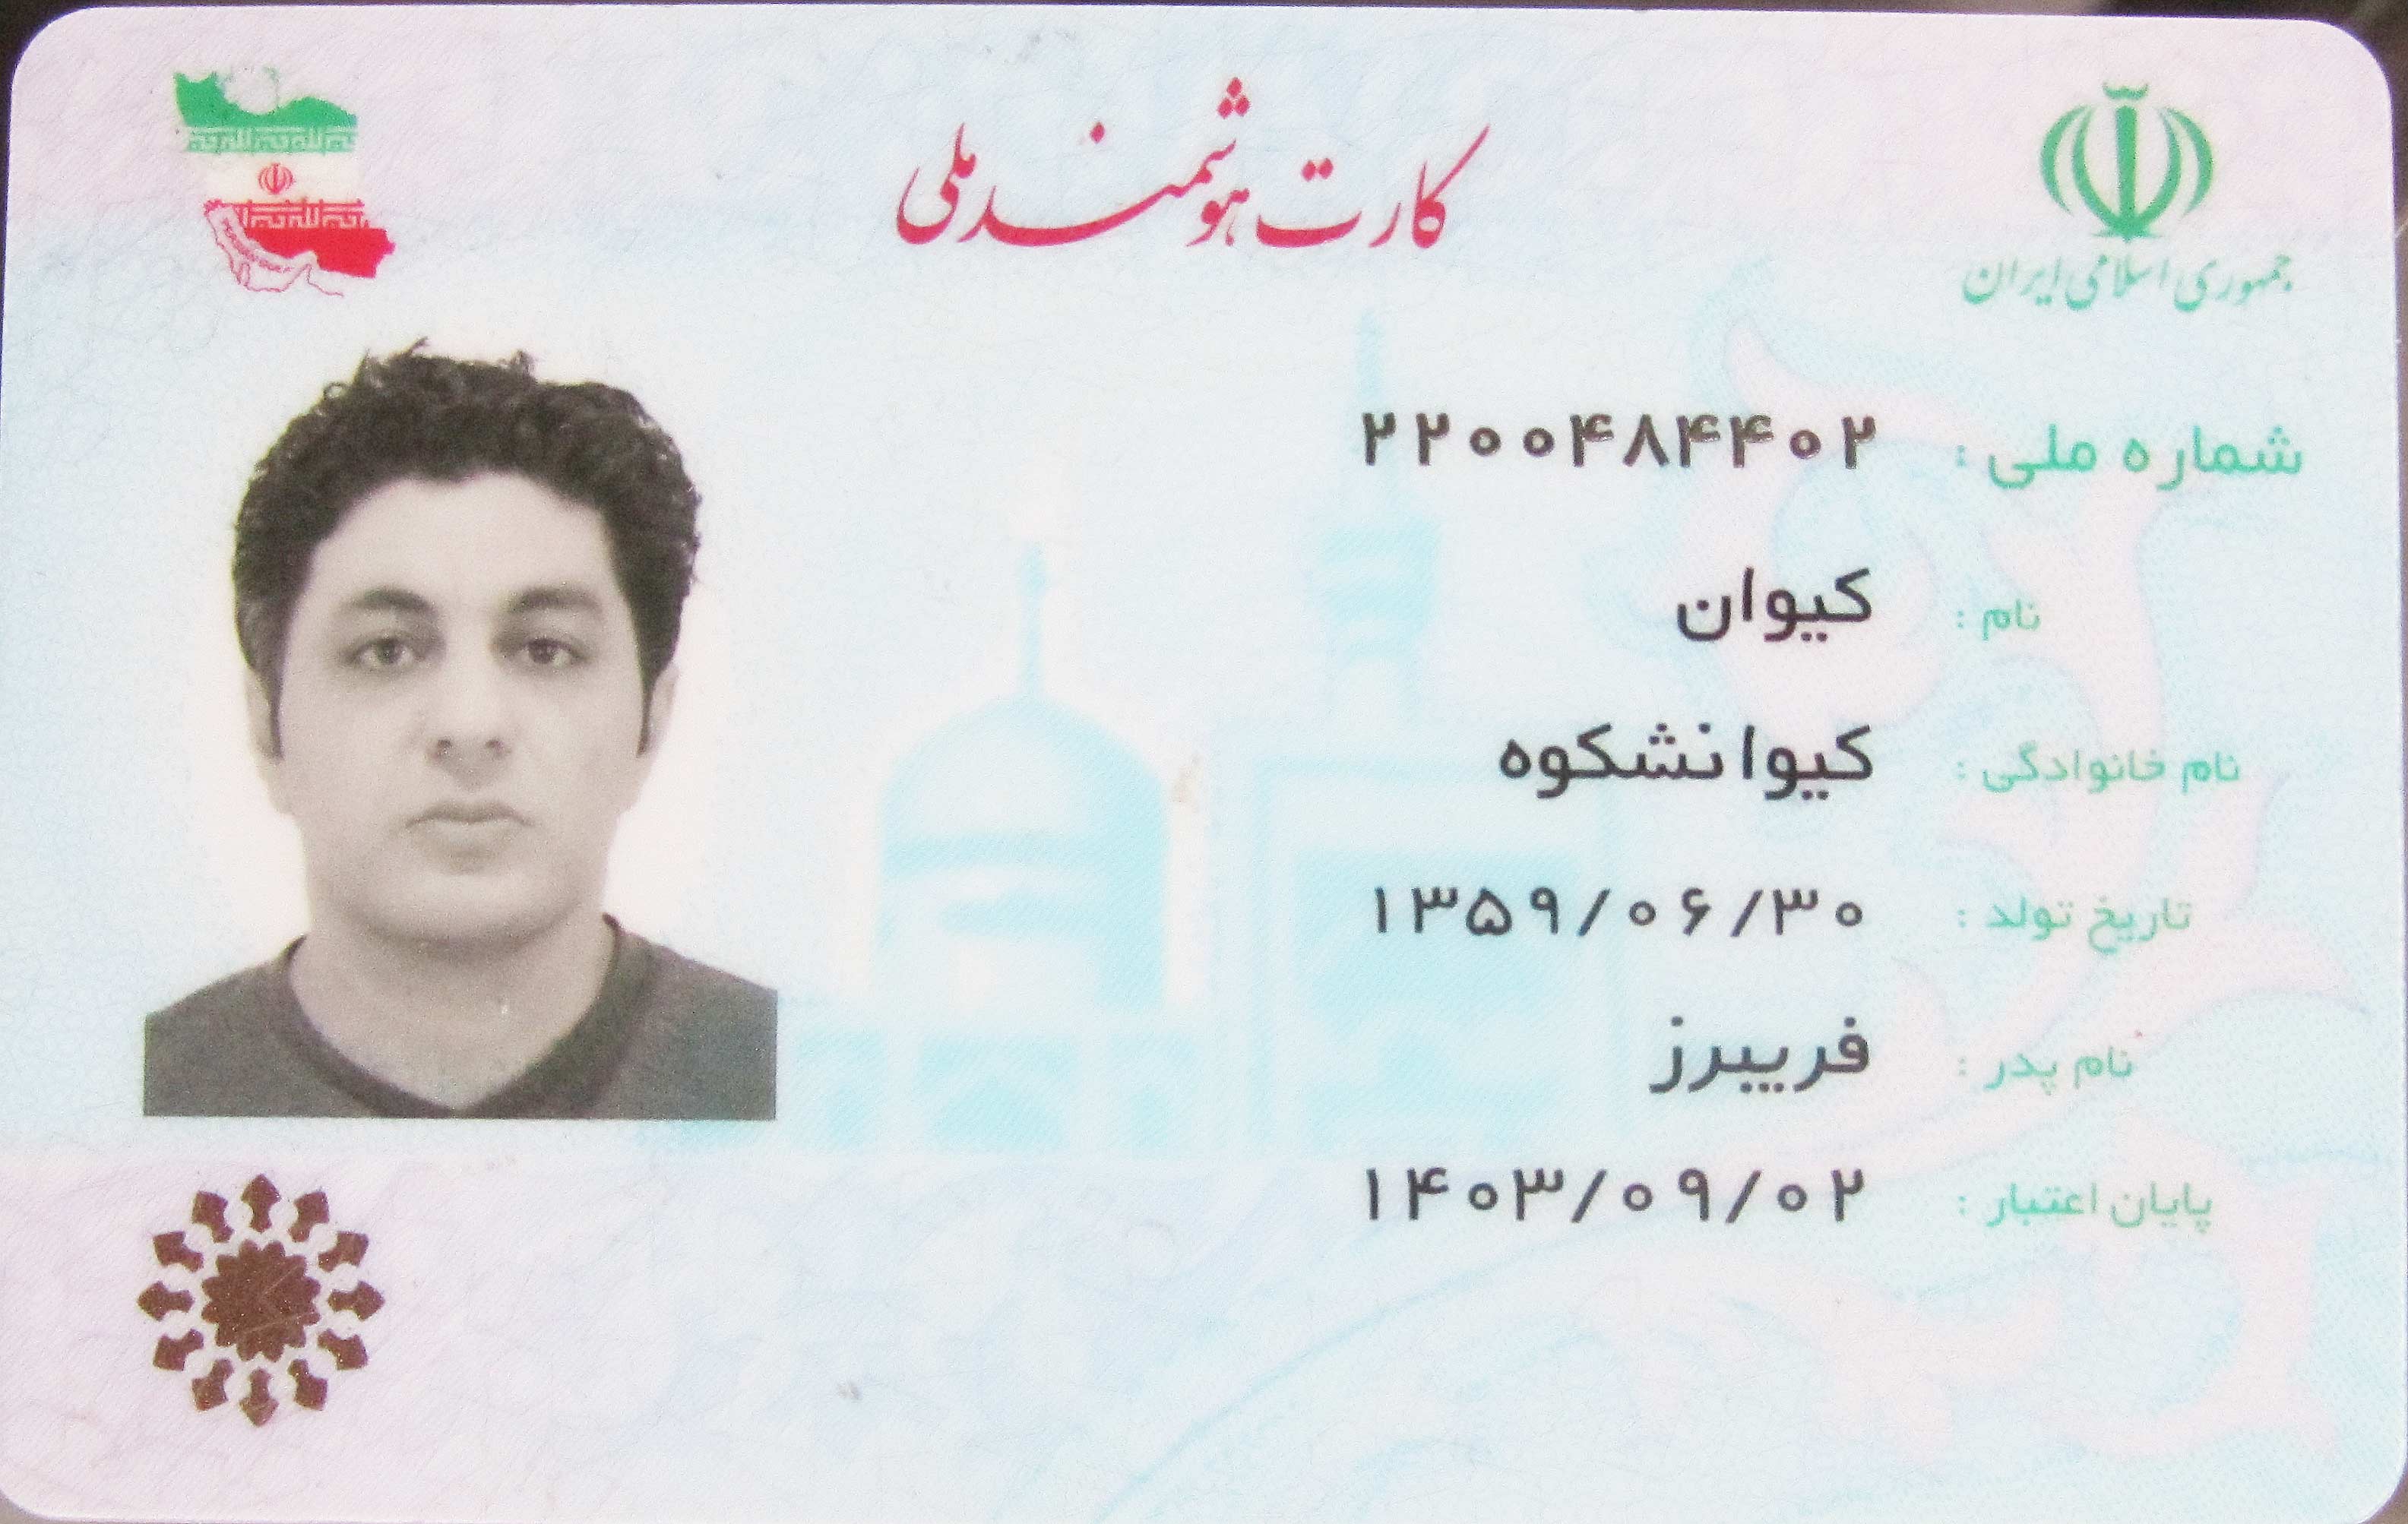 کارت هوشمند ملی
جمهوری اسلامی ایران
شماره ملی : ۲۲۰۰۴۸۴۴۰۲
نام : کیوان
نام خانوادگی : کیوانشکوه
تاریخ تولد : ۱۳۵۹/۰۶/۳۰
نام پدر : فریبرز
پایان اعتبار : ۱۴۰۳/۰۹/۰۲